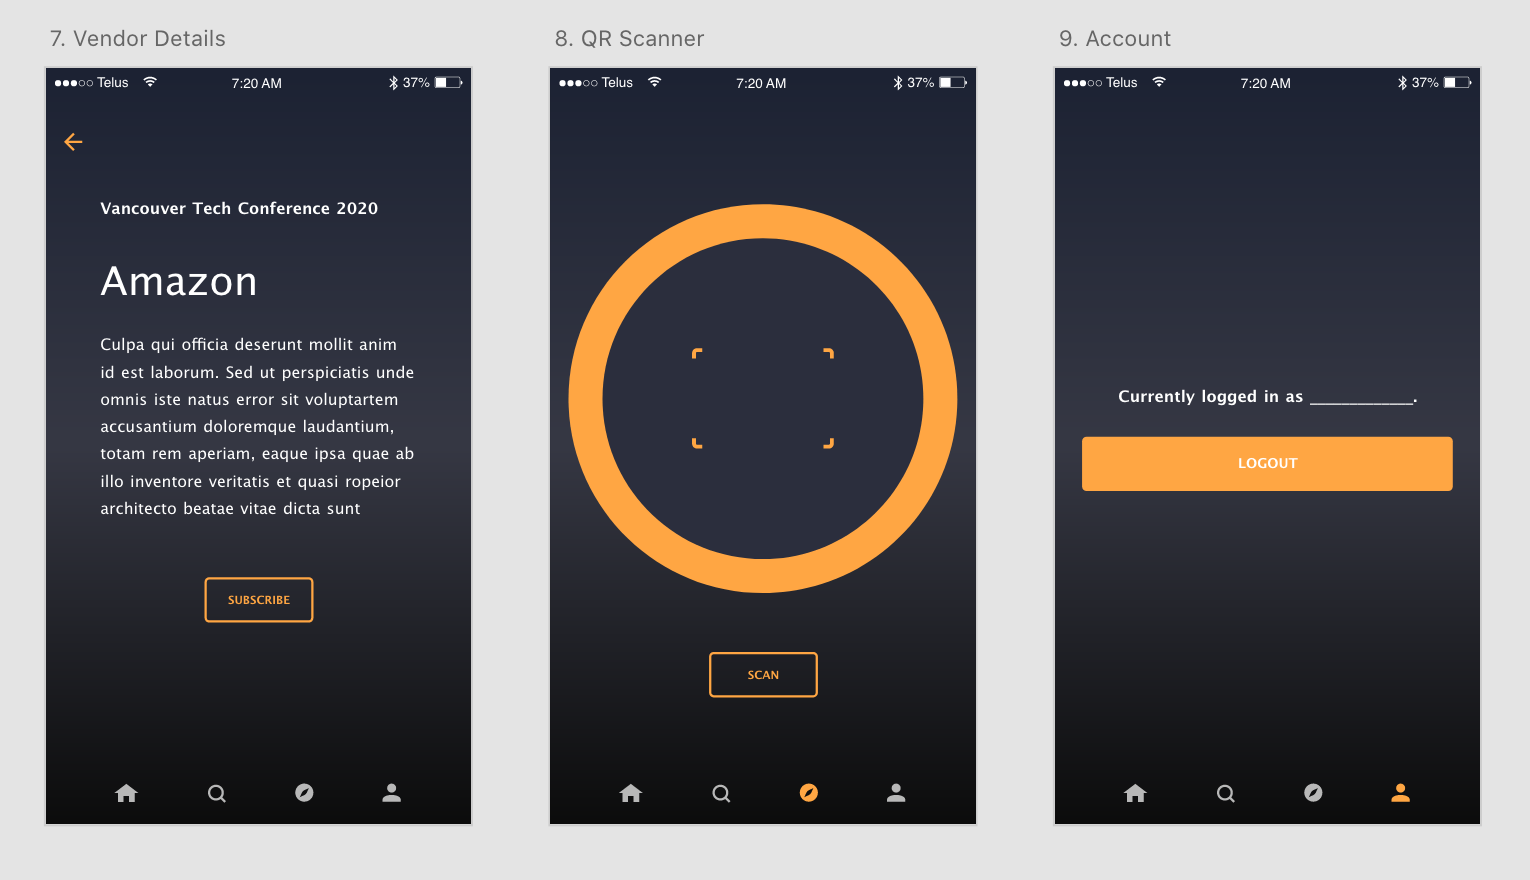 7. Vendor Details
Telus 7:20 AM 37%
Vancouver Tech Conference 2020
Amazon
Culpa qui officia deserunt mollit anim
id est laborum. Sed ut perspiciatis unde
omnis iste natus error sit voluptartem
accusantium doloremque laudantium,
totam rem aperiam, eaque ipsa quae ab
illo inventore veritatis et quasi ropeior
architecto beatae vitae dicta sunt
SUBSCRIBE
8. QR Scanner
Telus 7:20 AM 37%
SCAN
9. Account
Telus 7:20 AM 37%
Currently logged in as ____________.
LOGOUT